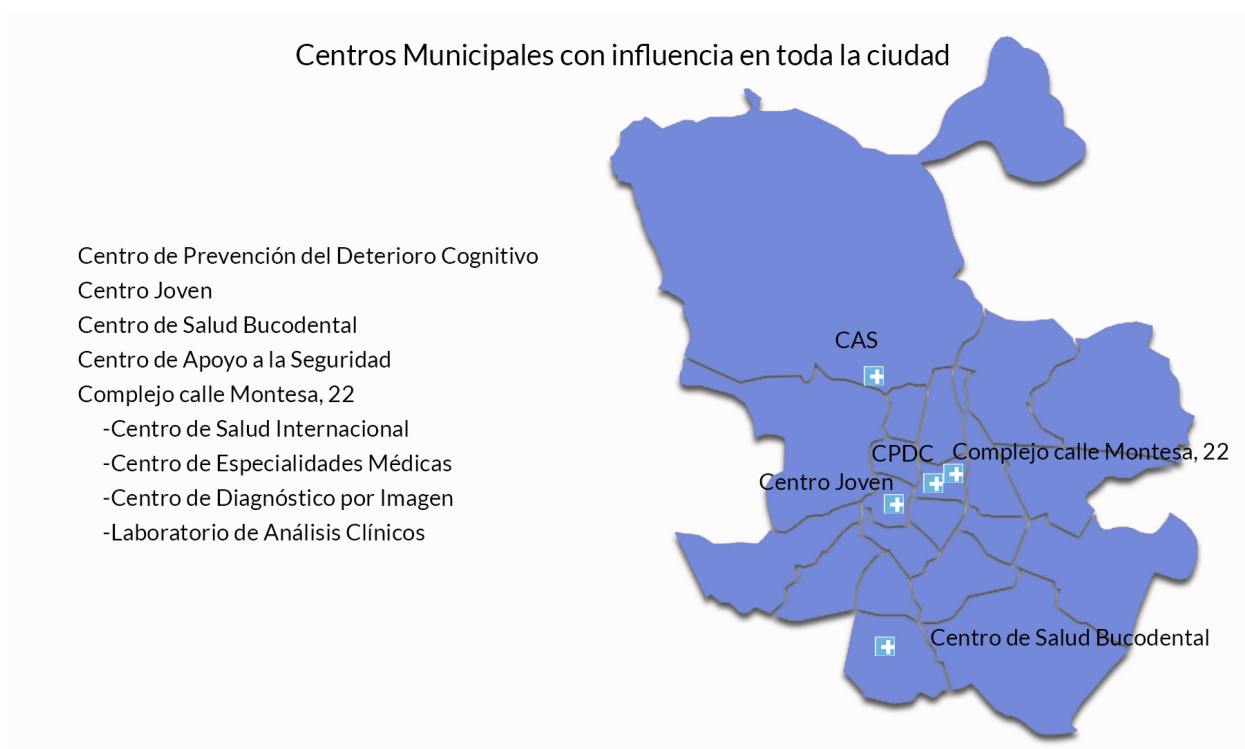 Centros Municipales con influencia en toda la ciudad
Centro de Prevención del Deterioro Cognitivo
Centro Joven
Centro de Salud Bucodental
Centro de Apoyo a la Seguridad
Complejo calle Montesa, 22
-Centro de Salud Internacional
-Centro de Especialidades Médicas
-Centro de Diagnóstico por Imagen
-Laboratorio de Análisis Clínicos
CAS
CPDC
Complejo calle Montesa, 22
Centro Joven
Centro de Salud Bucodental